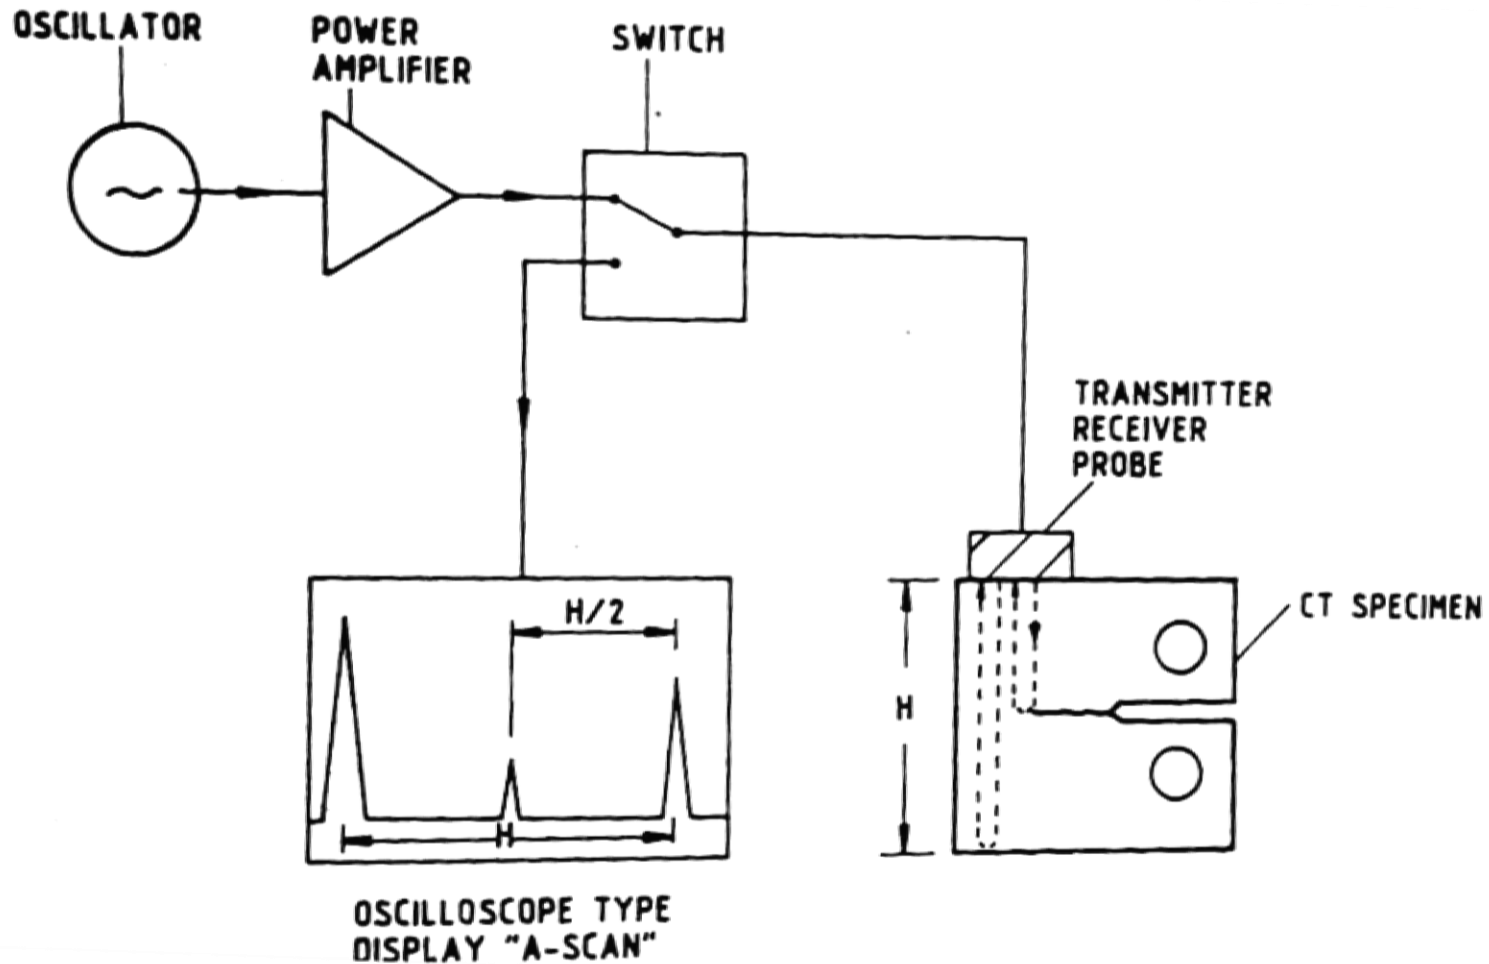 OSCILLATOR
POWER
AMPLIFIER
SWITCH
TRANSMITTER
RECEIVER
PROBE
CT SPECIMEN
H/2
H
H
OSCILLOSCOPE TYPE
DISPLAY "A-SCAN"